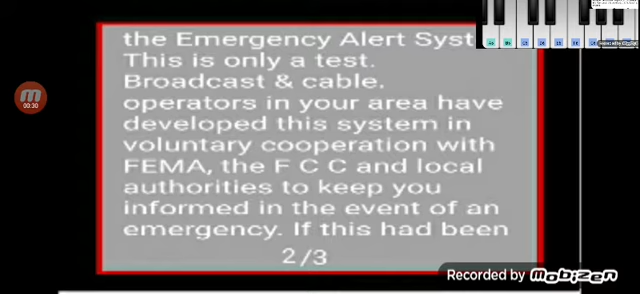 the Emergency Alert Syst
This is only a test.
Broadcast & cable.
operators in your area have
developed this system in
voluntary cooperation with
FEMA, the F C C and local
authorities to keep you
informed in the event of an
emergency. If this had been
2/3
00:30
Recorded by mobizen